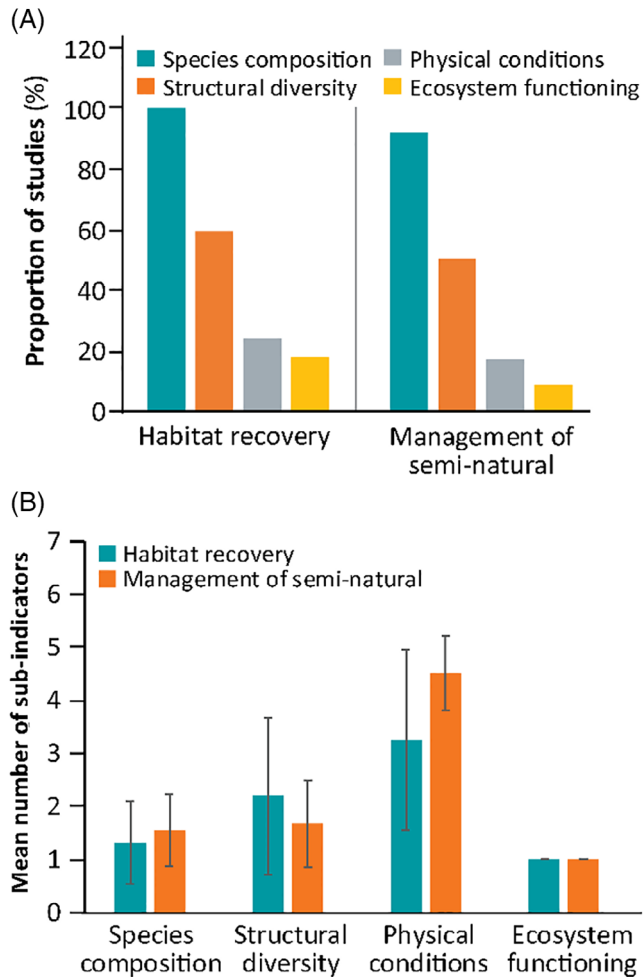 (A)
120
100
80
60
40
20
0
Proportion of studies (%)
Species composition
Physical conditions
Structural diversity
Ecosystem functioning
Habitat recovery
Management of
semi-natural
(B)
7
6
5
4
3
2
1
0
Mean number of sub-indicators
Habitat recovery
Management of semi-natural
Species
composition
Structural
diversity
Physical
conditions
Ecosystem
functioning